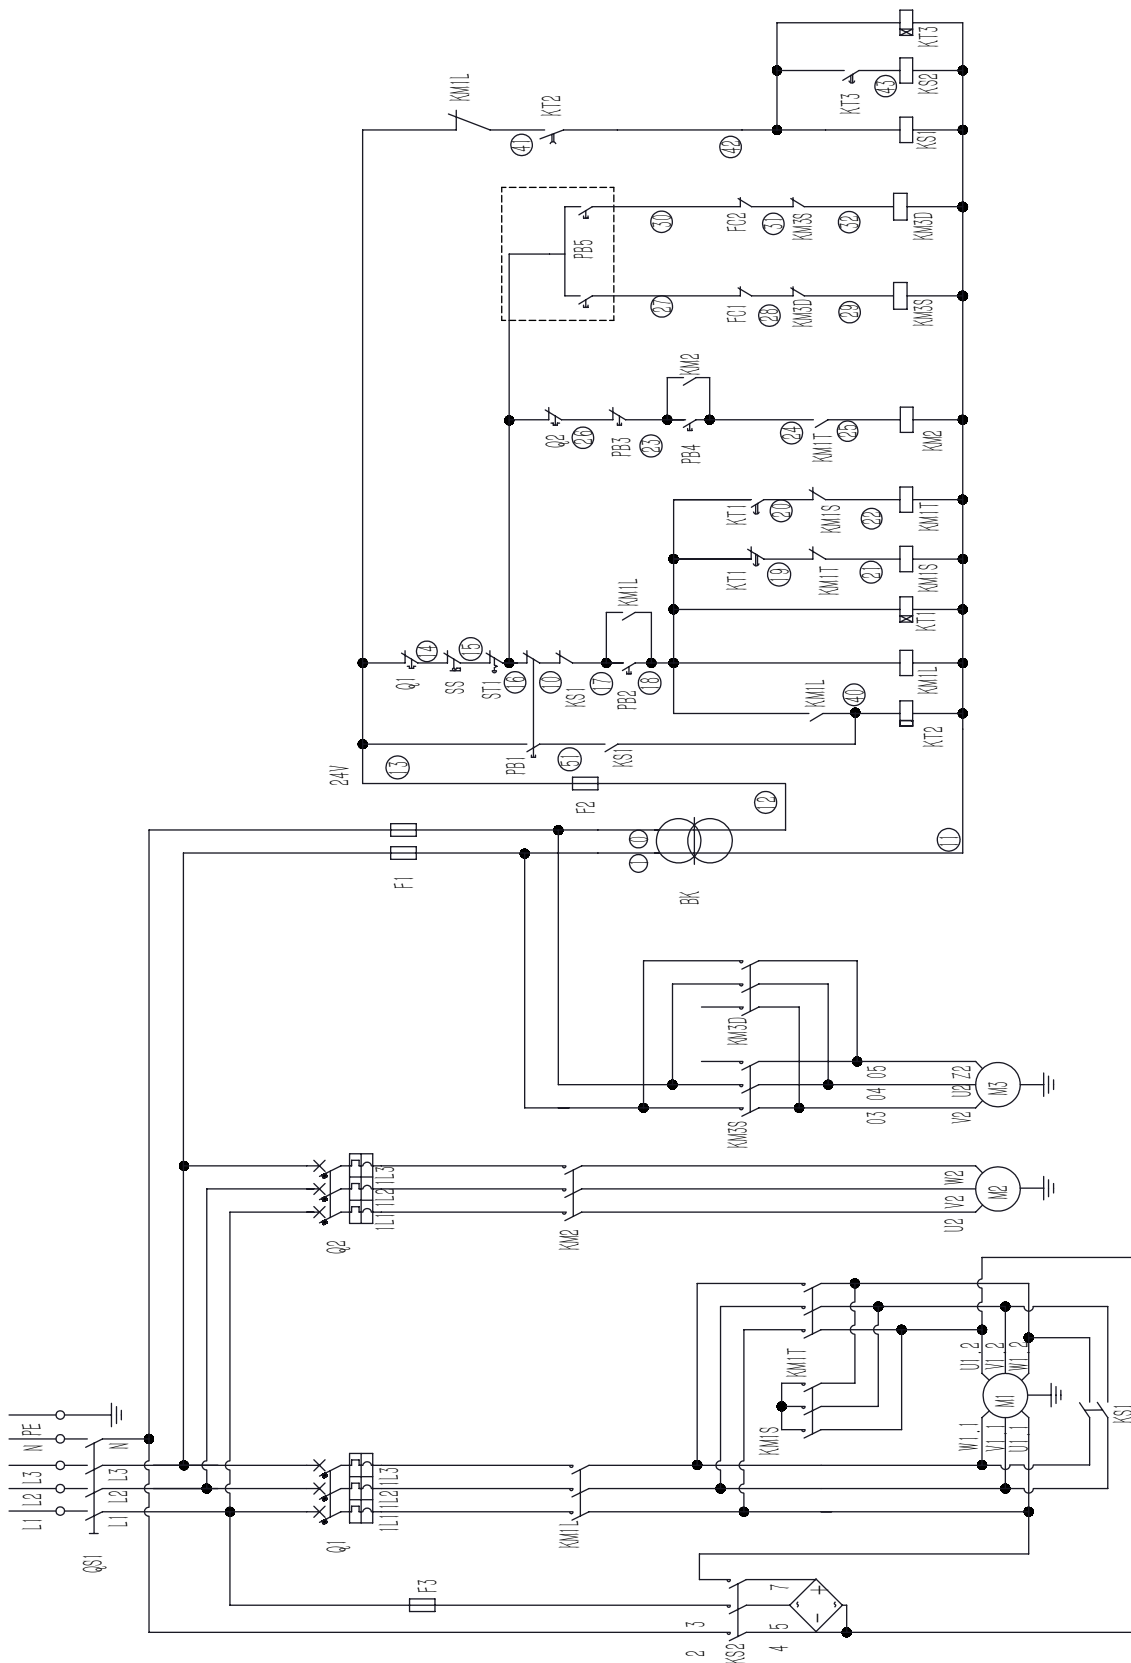 KT3
KS2
43
KT3
KM1L
KT2
41
42
KS1
PB5
30
FC2
31
KM3S
32
KM3D
27
FC1
28
KM3D
29
KM3S
KM2
Q2
26
PB3
23
PB4
24
KM1T
25
KM2
KT1
20
KM1S
22
KM1T
KT1
19
KM1T
21
KM1S
KM1L
KT1
Q1
14
SS
15
ST1
16
10
KS1
17
PB2
18
KM1L
KM1L
40
KT2
24V
13
PB1
51
KS1
F2
12
F1
0
1
BK
11
KM3D
KM3S
03
04
05
V2
U2
Z2
M3
Q2
1L1
1L2
1L3
KM2
U2
V2
W2
M2
KM1T
KM1S
U1.2
V1.2
W1.2
M1
W1.1
V1.1
U1.1
KS1
PE
N
L3
L2
L1
N
L3
L2
L1
QS1
Q1
1L1
1L2
1L3
KM1L
F3
2
3
KS2
4
5
7